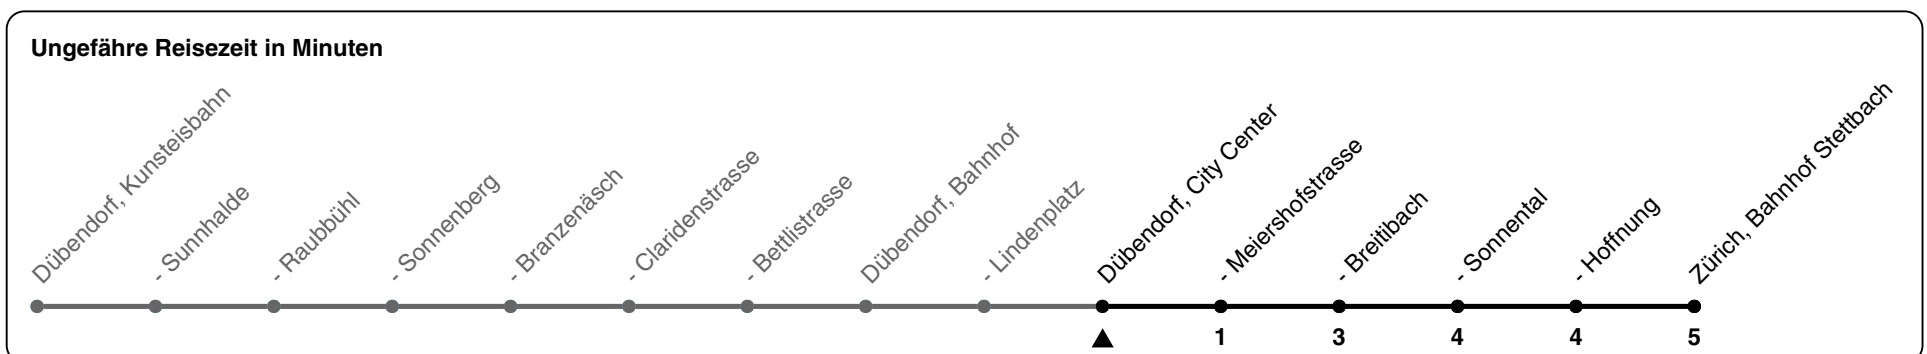 Ungefähre Reisezeit in Minuten
Dübendorf, Kunsteisbahn
- Sunnhalde
- Raubbühl
- Sonnenberg
- Branzenäsch
- Claridenstrasse
- Bettlistrasse
Dübendorf, Bahnhof
- Lindenplatz
Dübendorf, City Center
- Meiershofstrasse
- Breitibach
- Sonnental
- Hoffnung
Zürich, Bahnhof Stettbach
1 3 4 4 5